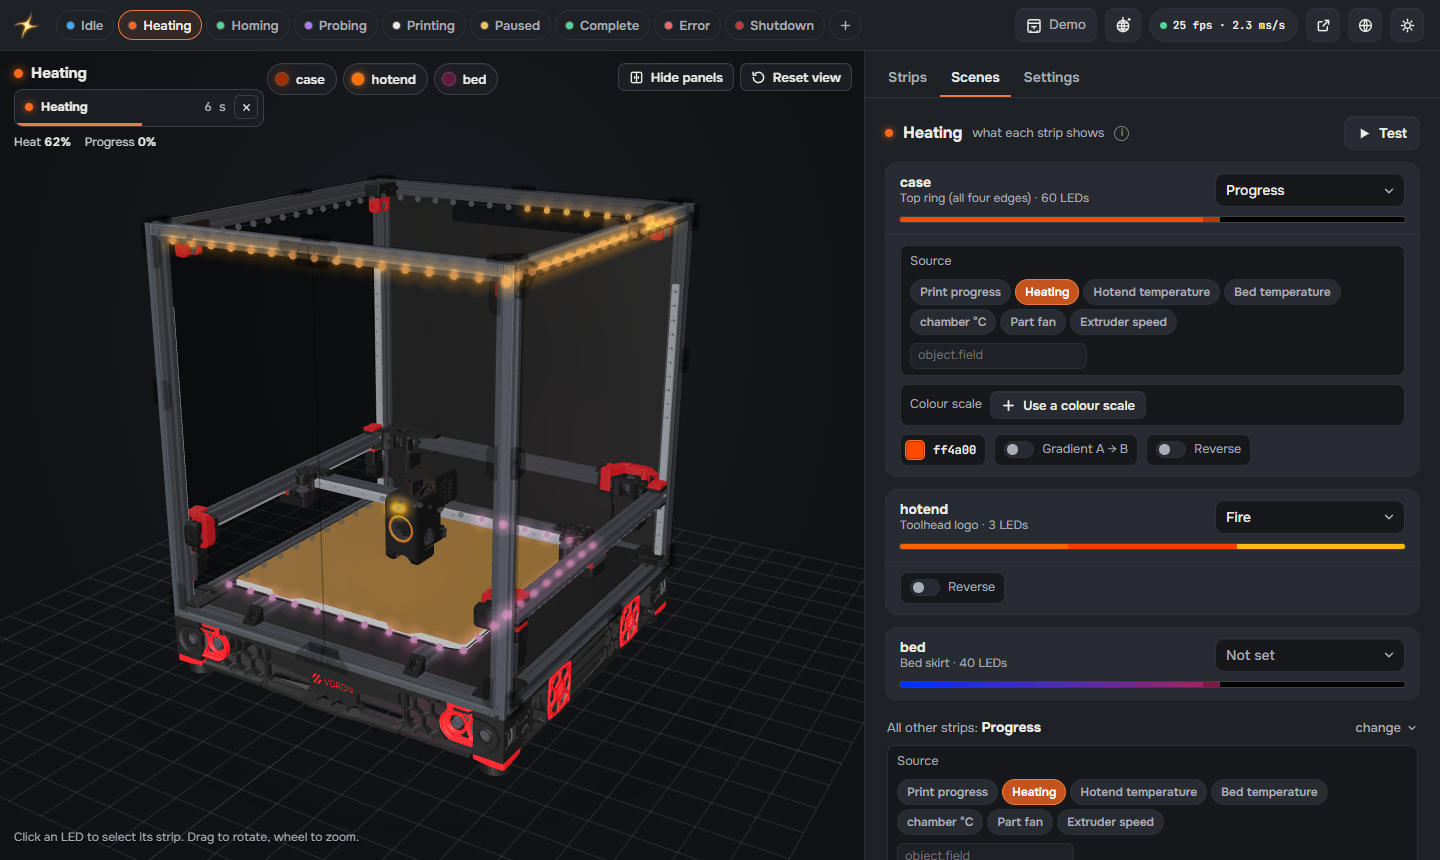 Idle
Heating
Homing
Probing
Printing
Paused
Complete
Error
Shutdown
+
Demo
25 fps · 2.3 ms/s
Heating
case
hotend
bed
Hide panels
Reset view
Heating
6 s
Heat 62% Progress 0%
VORON
Click an LED to select its strip. Drag to rotate, wheel to zoom.
Strips
Scenes
Settings
Heating what each strip shows
Test
case
Top ring (all four edges) · 60 LEDs
Progress
Source
Print progress
Heating
Hotend temperature
Bed temperature
chamber °C
Part fan
Extruder speed
object.field
Colour scale
Use a colour scale
ff4a00
Gradient A → B
Reverse
hotend
Toolhead logo · 3 LEDs
Fire
Reverse
bed
Bed skirt · 40 LEDs
Not set
All other strips: Progress
change
Source
Print progress
Heating
Hotend temperature
Bed temperature
chamber °C
Part fan
Extruder speed
object.field